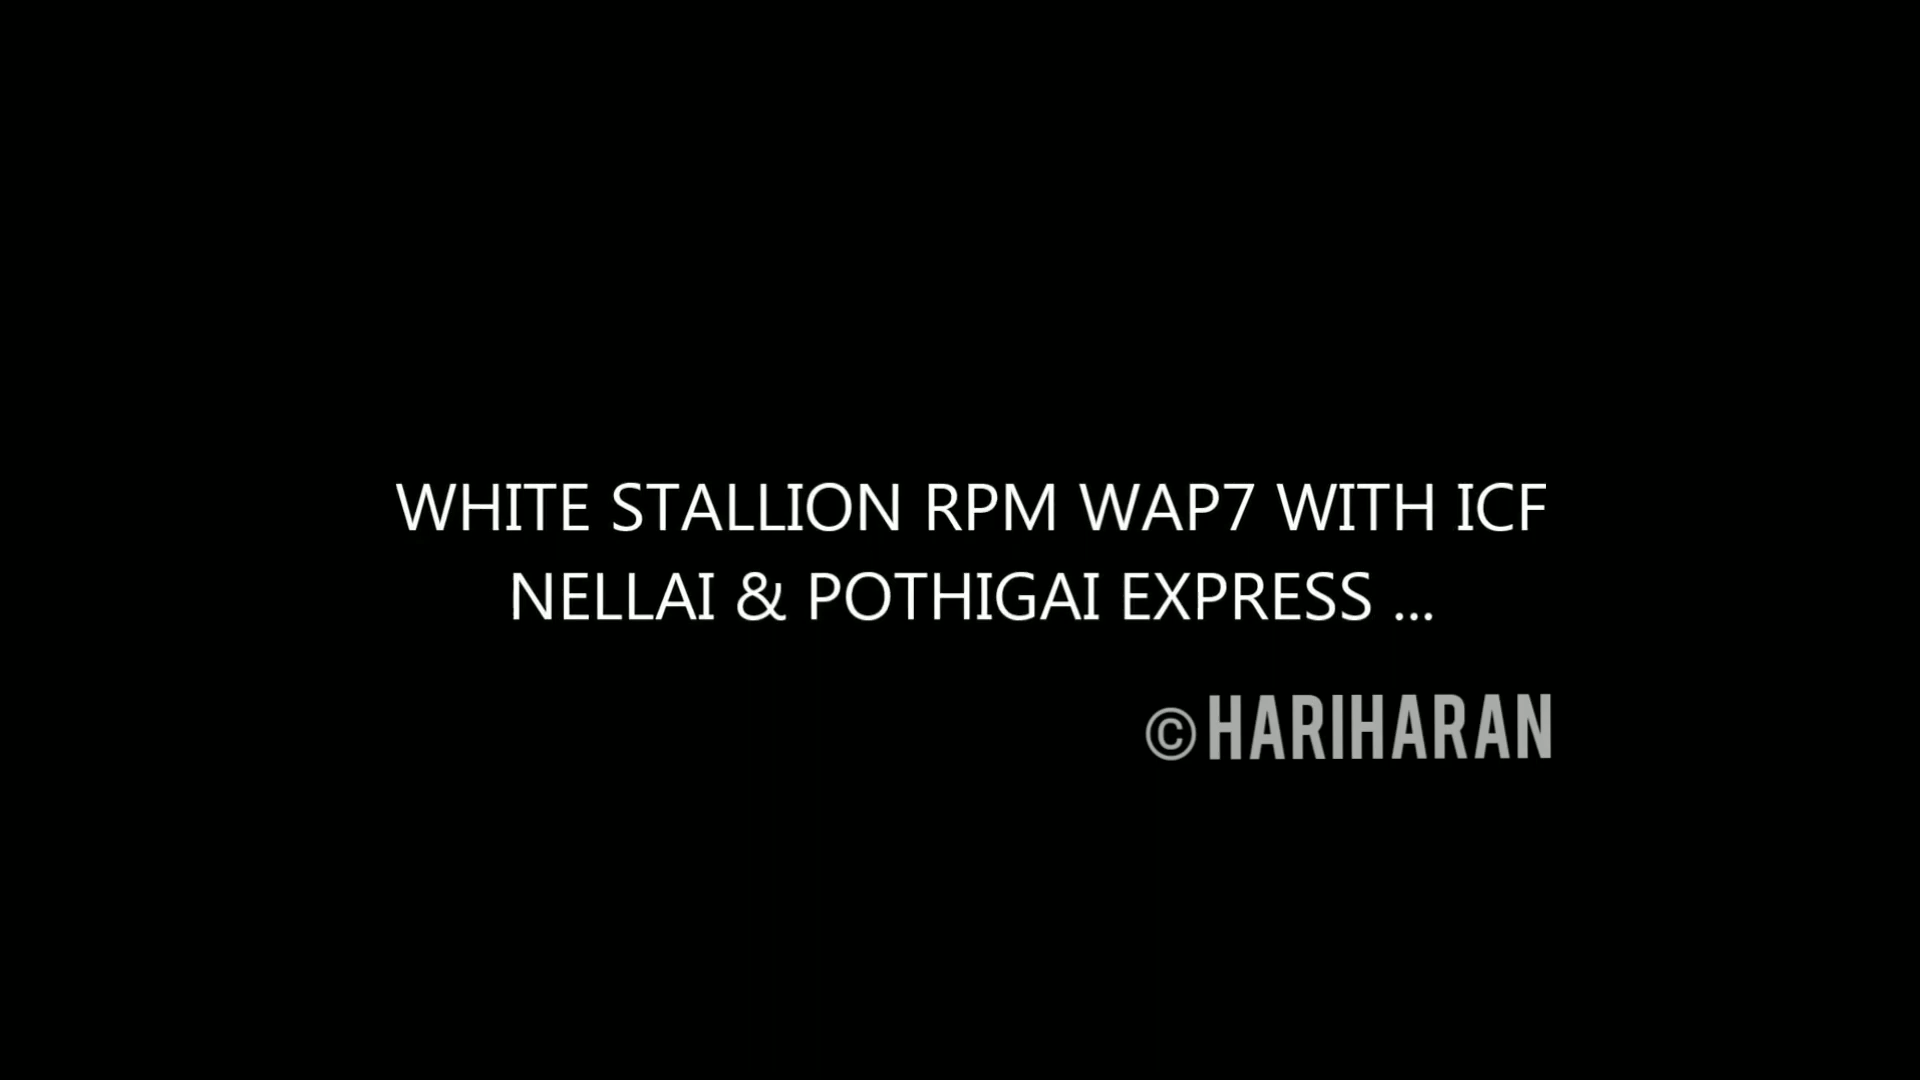 WHITE STALLION RPM WAP7 WITH ICF
NELLAI & POTHIGAI EXPRESS ...
© HARIHARAN